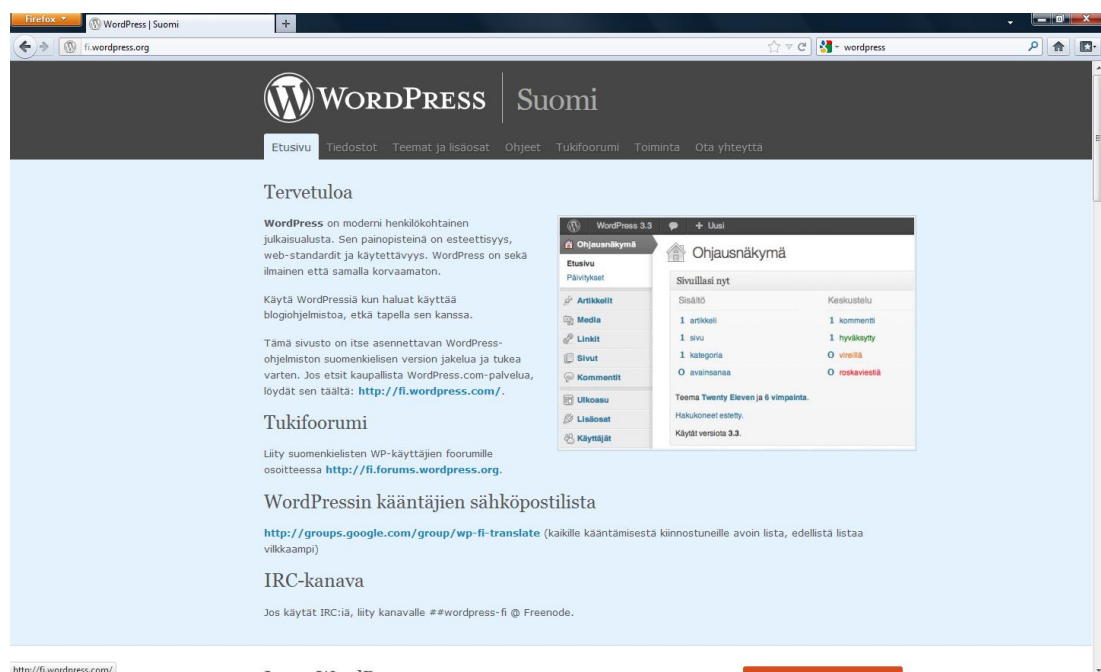 Firefox
WordPress | Suomi
fi.wordpress.org
wordpress
WORDPRESS Suomi
Etusivu Tiedostot Teemat ja lisäosat Ohjeet Tukifoorumi Toiminta Ota yhteyttä
Tervetuloa
WordPress on moderni henkilökohtainen
julkaisualusta. Sen painopisteinä on esteettisyys,
web-standardit ja käytettävyys. WordPress on sekä
ilmainen että samalla korvaamaton.
Käytä WordPressiä kun haluat käyttää
blogiohjelmistoa, etkä tapella sen kanssa.
Tämä sivusto on itse asennettavan WordPress-
ohjelmiston suomenkielisen version jakelua ja tukea
varten. Jos etsit kaupallista WordPress.com-palvelua,
löydät sen täältä: http://fi.wordpress.com/.
WordPress 3.3 + Uusi
Ohjausnäkymä
Etusivu
Päivitykset
Artikkelit
Media
Linkit
Sivut
Kommentit
Ulkoasu
Lisäosat
Käyttäjät
Ohjausnäkymä
Sivuillasi nyt
Sisältö Keskustelu
1 artikkeli 1 kommentti
1 sivu 1 hyväksytty
1 kategoria 0 vireillä
0 avainsanaa 0 roskaviestiä
Teema Twenty Eleven ja 6 vimpainta.
Hakukoneet estetty.
Käytät versiota 3.3.
Tukifoorumi
Liity suomenkielisten WP-käyttäjien foorumille
osoitteessa http://fi.forums.wordpress.org.
WordPressin kääntäjien sähköpostilista
http://groups.google.com/group/wp-fi-translate (kaikille kääntämisestä kiinnostuneille avoin lista, edellistä listaa
vilkkaampi)
IRC-kanava
Jos käytät IRC:iä, liity kanavalle ##wordpress-fi @ Freenode.
http://fi.wordpress.com/